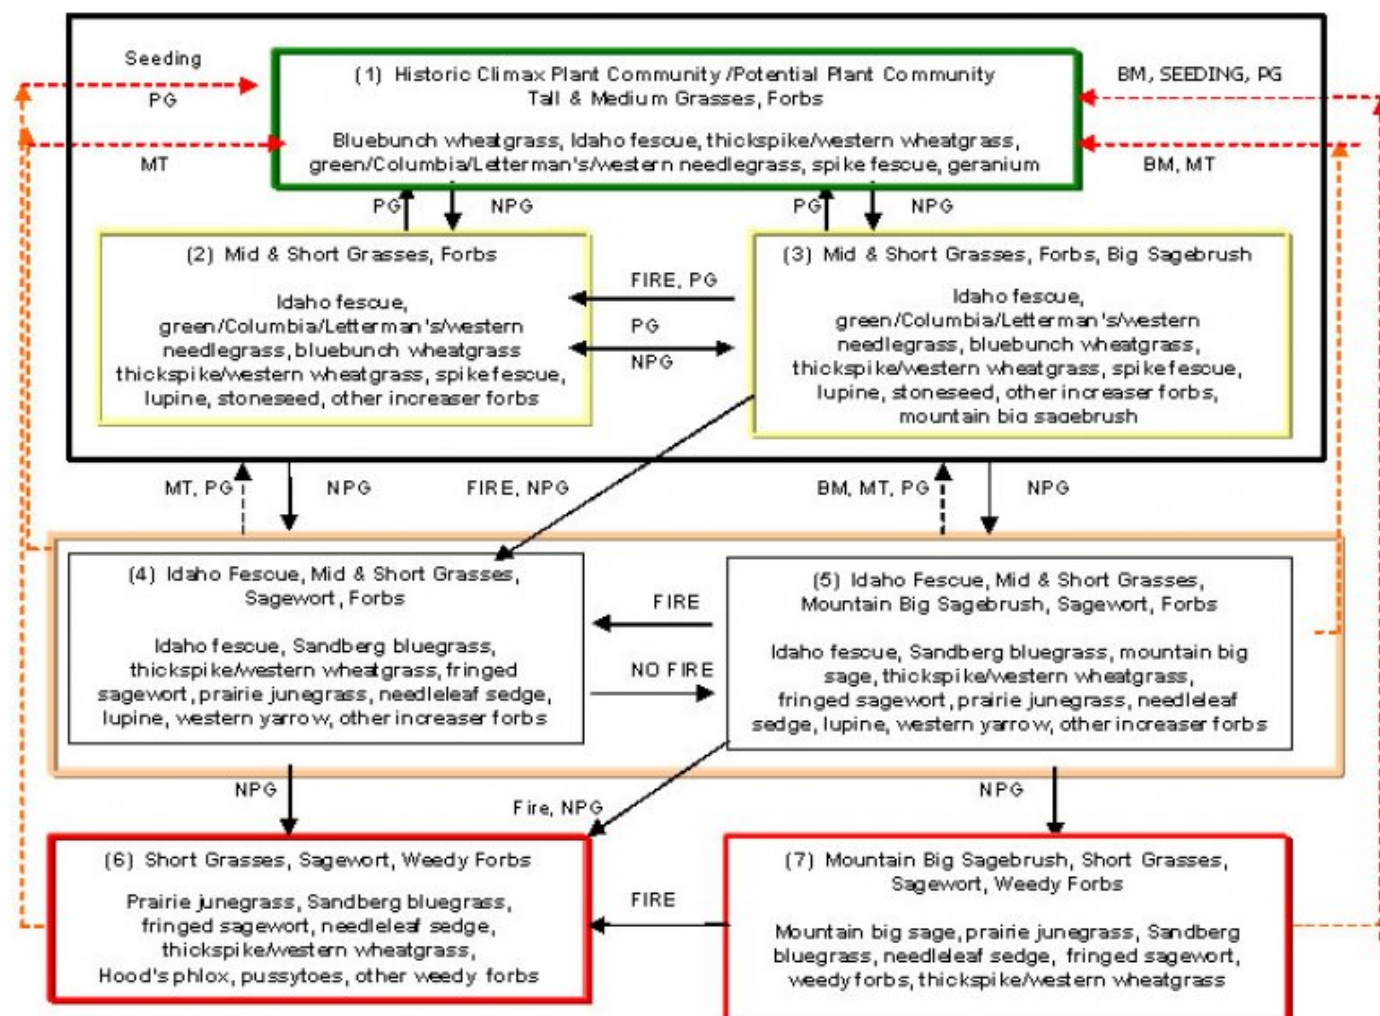 Seeding
PG
MT
(1) Historic Climax Plant Community /Potential Plant Community
Tall & Medium Grasses, Forbs
Bluebunch wheatgrass, Idaho fescue, thickspike/western wheatgrass,
green/Columbia/Letterman's/western needlegrass, spike fescue, geranium
BM, SEEDING, PG
BM, MT
PG
NPG
PG
NPG
(2) Mid & Short Grasses, Forbs
Idaho fescue,
green/Columbia/Letterman's/western
needlegrass, bluebunch wheatgrass
thickspike/western wheatgrass, spike fescue,
lupine, stoneseed, other increaser forbs
FIRE, PG
PG
NPG
(3) Mid & Short Grasses, Forbs, Big Sagebrush
Idaho fescue,
green/Columbia/Letterman's/western
needlegrass, bluebunch wheatgrass,
thickspike/western wheatgrass, spike fescue,
lupine, stoneseed, other increaser forbs,
mountain big sagebrush
MT, PG
NPG
FIRE, NPG
BM, MT, PG
NPG
(4) Idaho Fescue, Mid & Short Grasses,
Sagewort, Forbs
Idaho fescue, Sandberg bluegrass,
thickspike/western wheatgrass, fringed
sagewort, prairie junegrass, needleleaf sedge,
lupine, western yarrow, other increaser forbs
FIRE
NO FIRE
(5) Idaho Fescue, Mid & Short Grasses,
Mountain Big Sagebrush, Sagewort, Forbs
Idaho fescue, Sandberg bluegrass, mountain big
sage, thickspike/western wheatgrass,
fringed sagewort, prairie junegrass, needleleaf
sedge, lupine, western yarrow, other increaser forbs
NPG
Fire, NPG
NPG
(6) Short Grasses, Sagewort, Weedy Forbs
Prairie junegrass, Sandberg bluegrass,
fringed sagewort, needleleaf sedge,
thickspike/western wheatgrass,
Hood's phlox, pussytoes, other weedy forbs
FIRE
(7) Mountain Big Sagebrush, Short Grasses,
Sagewort, Weedy Forbs
Mountain big sage, prairie junegrass, Sandberg
bluegrass, needleleaf sedge, fringed sagewort,
weedy forbs, thickspike/western wheatgrass